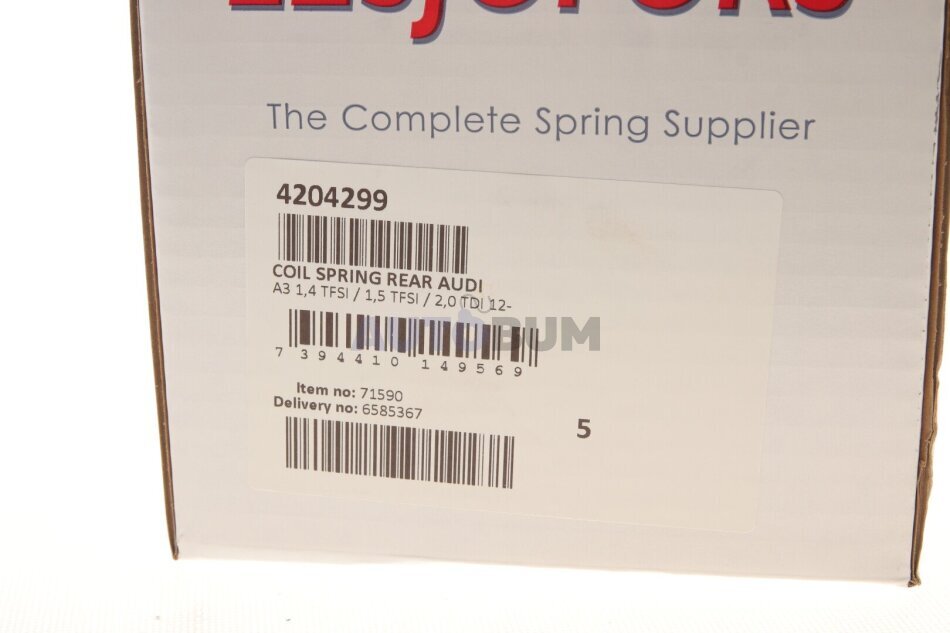 LESJÖFORS
The Complete Spring Supplier
4204299
COIL SPRING REAR AUDI
A3 1,4 TFSI / 1,5 TFSI / 2,0 TDI 12-
AUTOBUM
7 394410 149569
Item no: 71590
Delivery no: 6585367
5